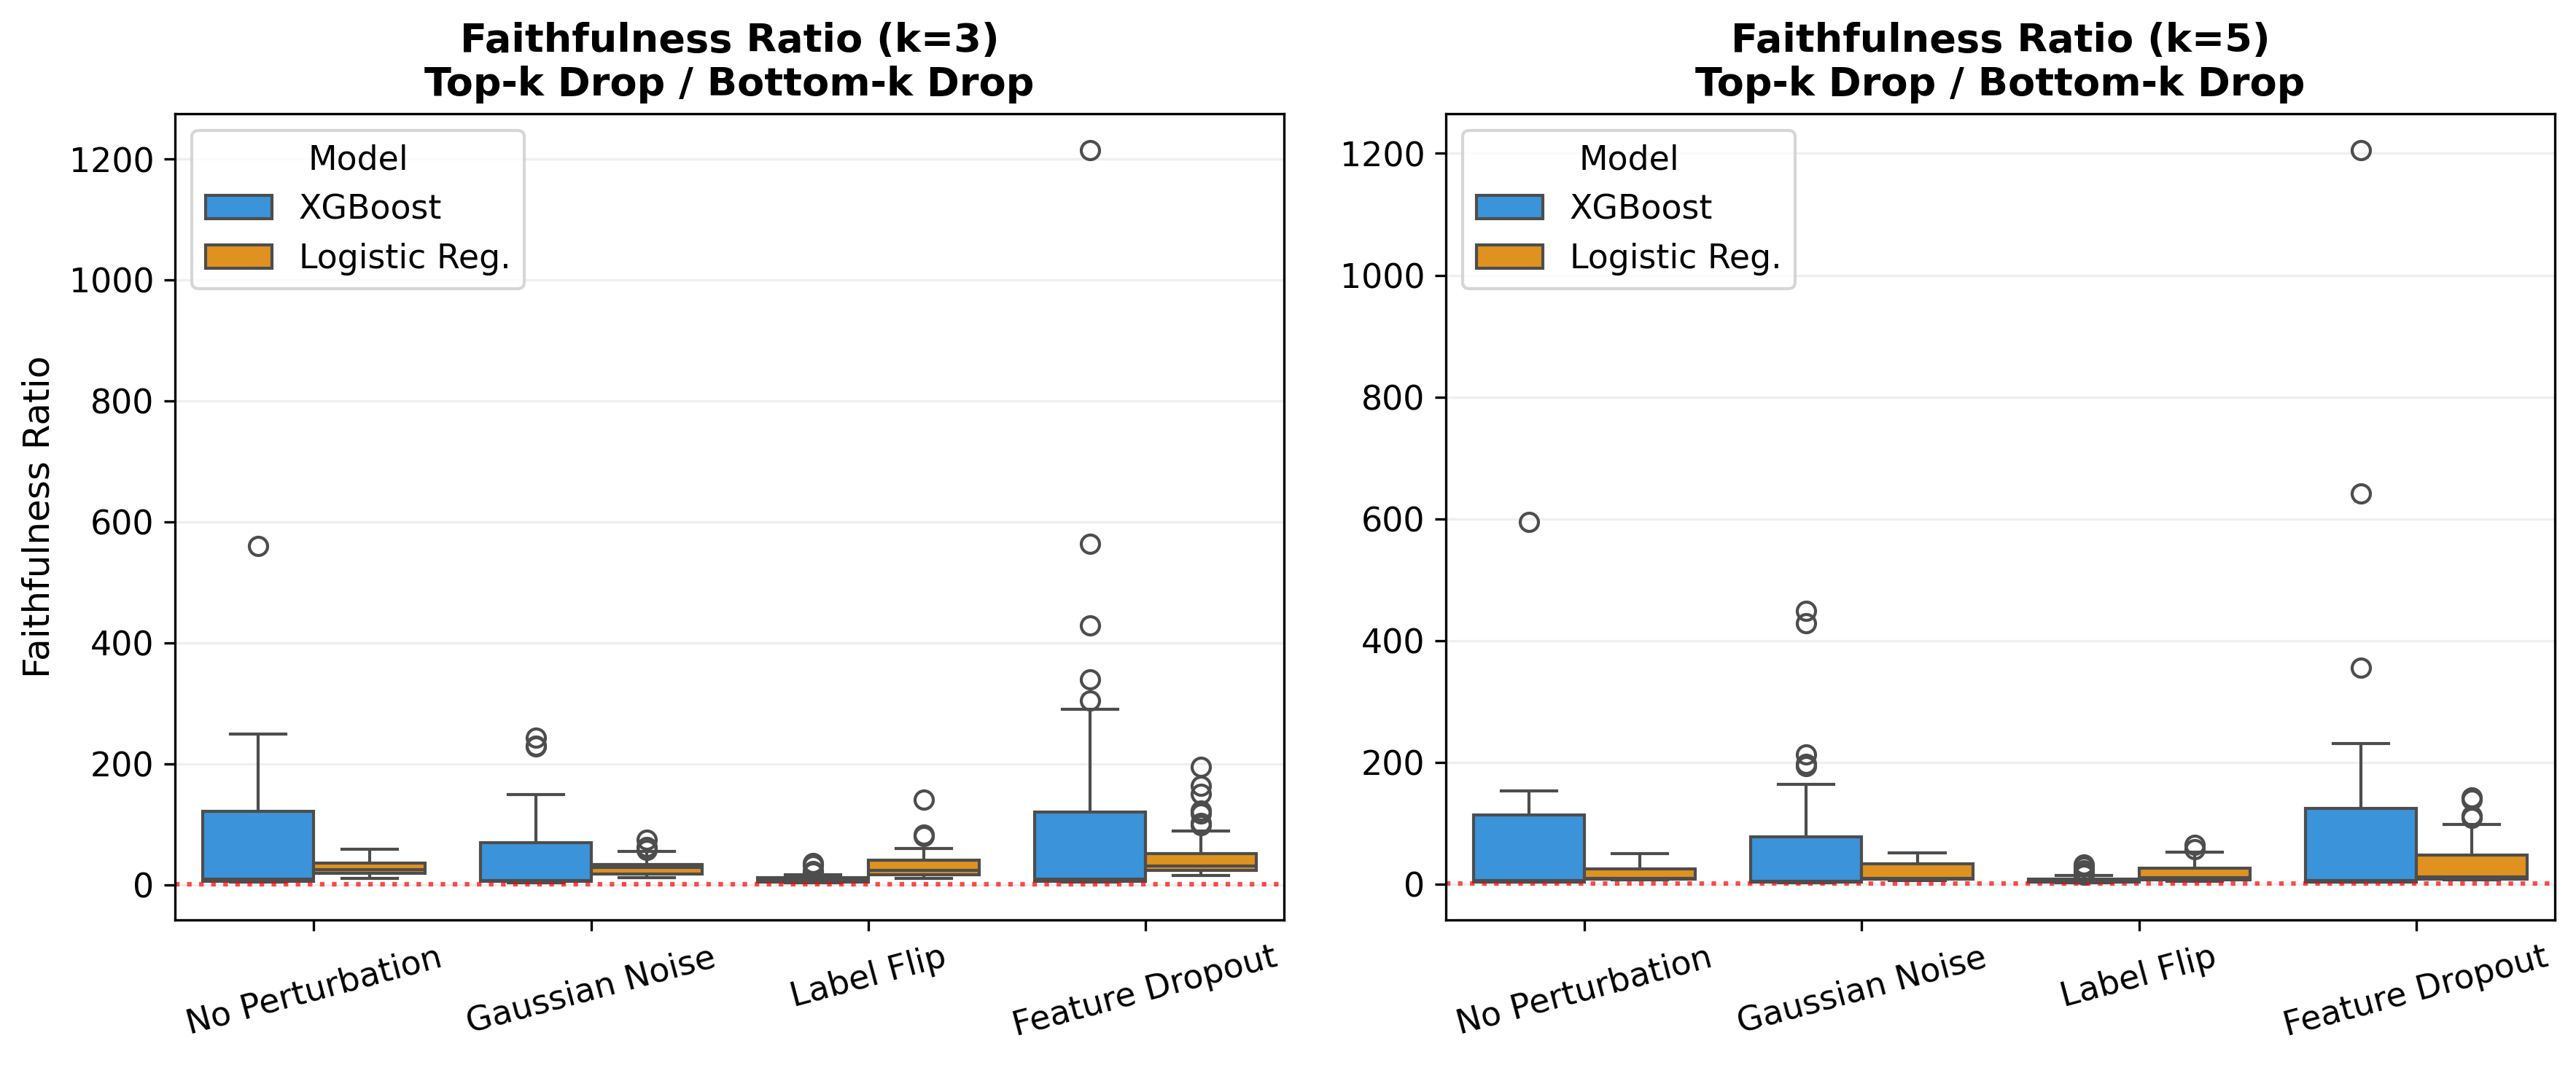 Faithfulness Ratio (k=3)
Top-k Drop / Bottom-k Drop
Faithfulness Ratio
1200
1000
800
600
400
200
0
Model
XGBoost
Logistic Reg.
No Perturbation
Gaussian Noise
Label Flip
Feature Dropout
Faithfulness Ratio (k=5)
Top-k Drop / Bottom-k Drop
1200
1000
800
600
400
200
0
Model
XGBoost
Logistic Reg.
No Perturbation
Gaussian Noise
Label Flip
Feature Dropout